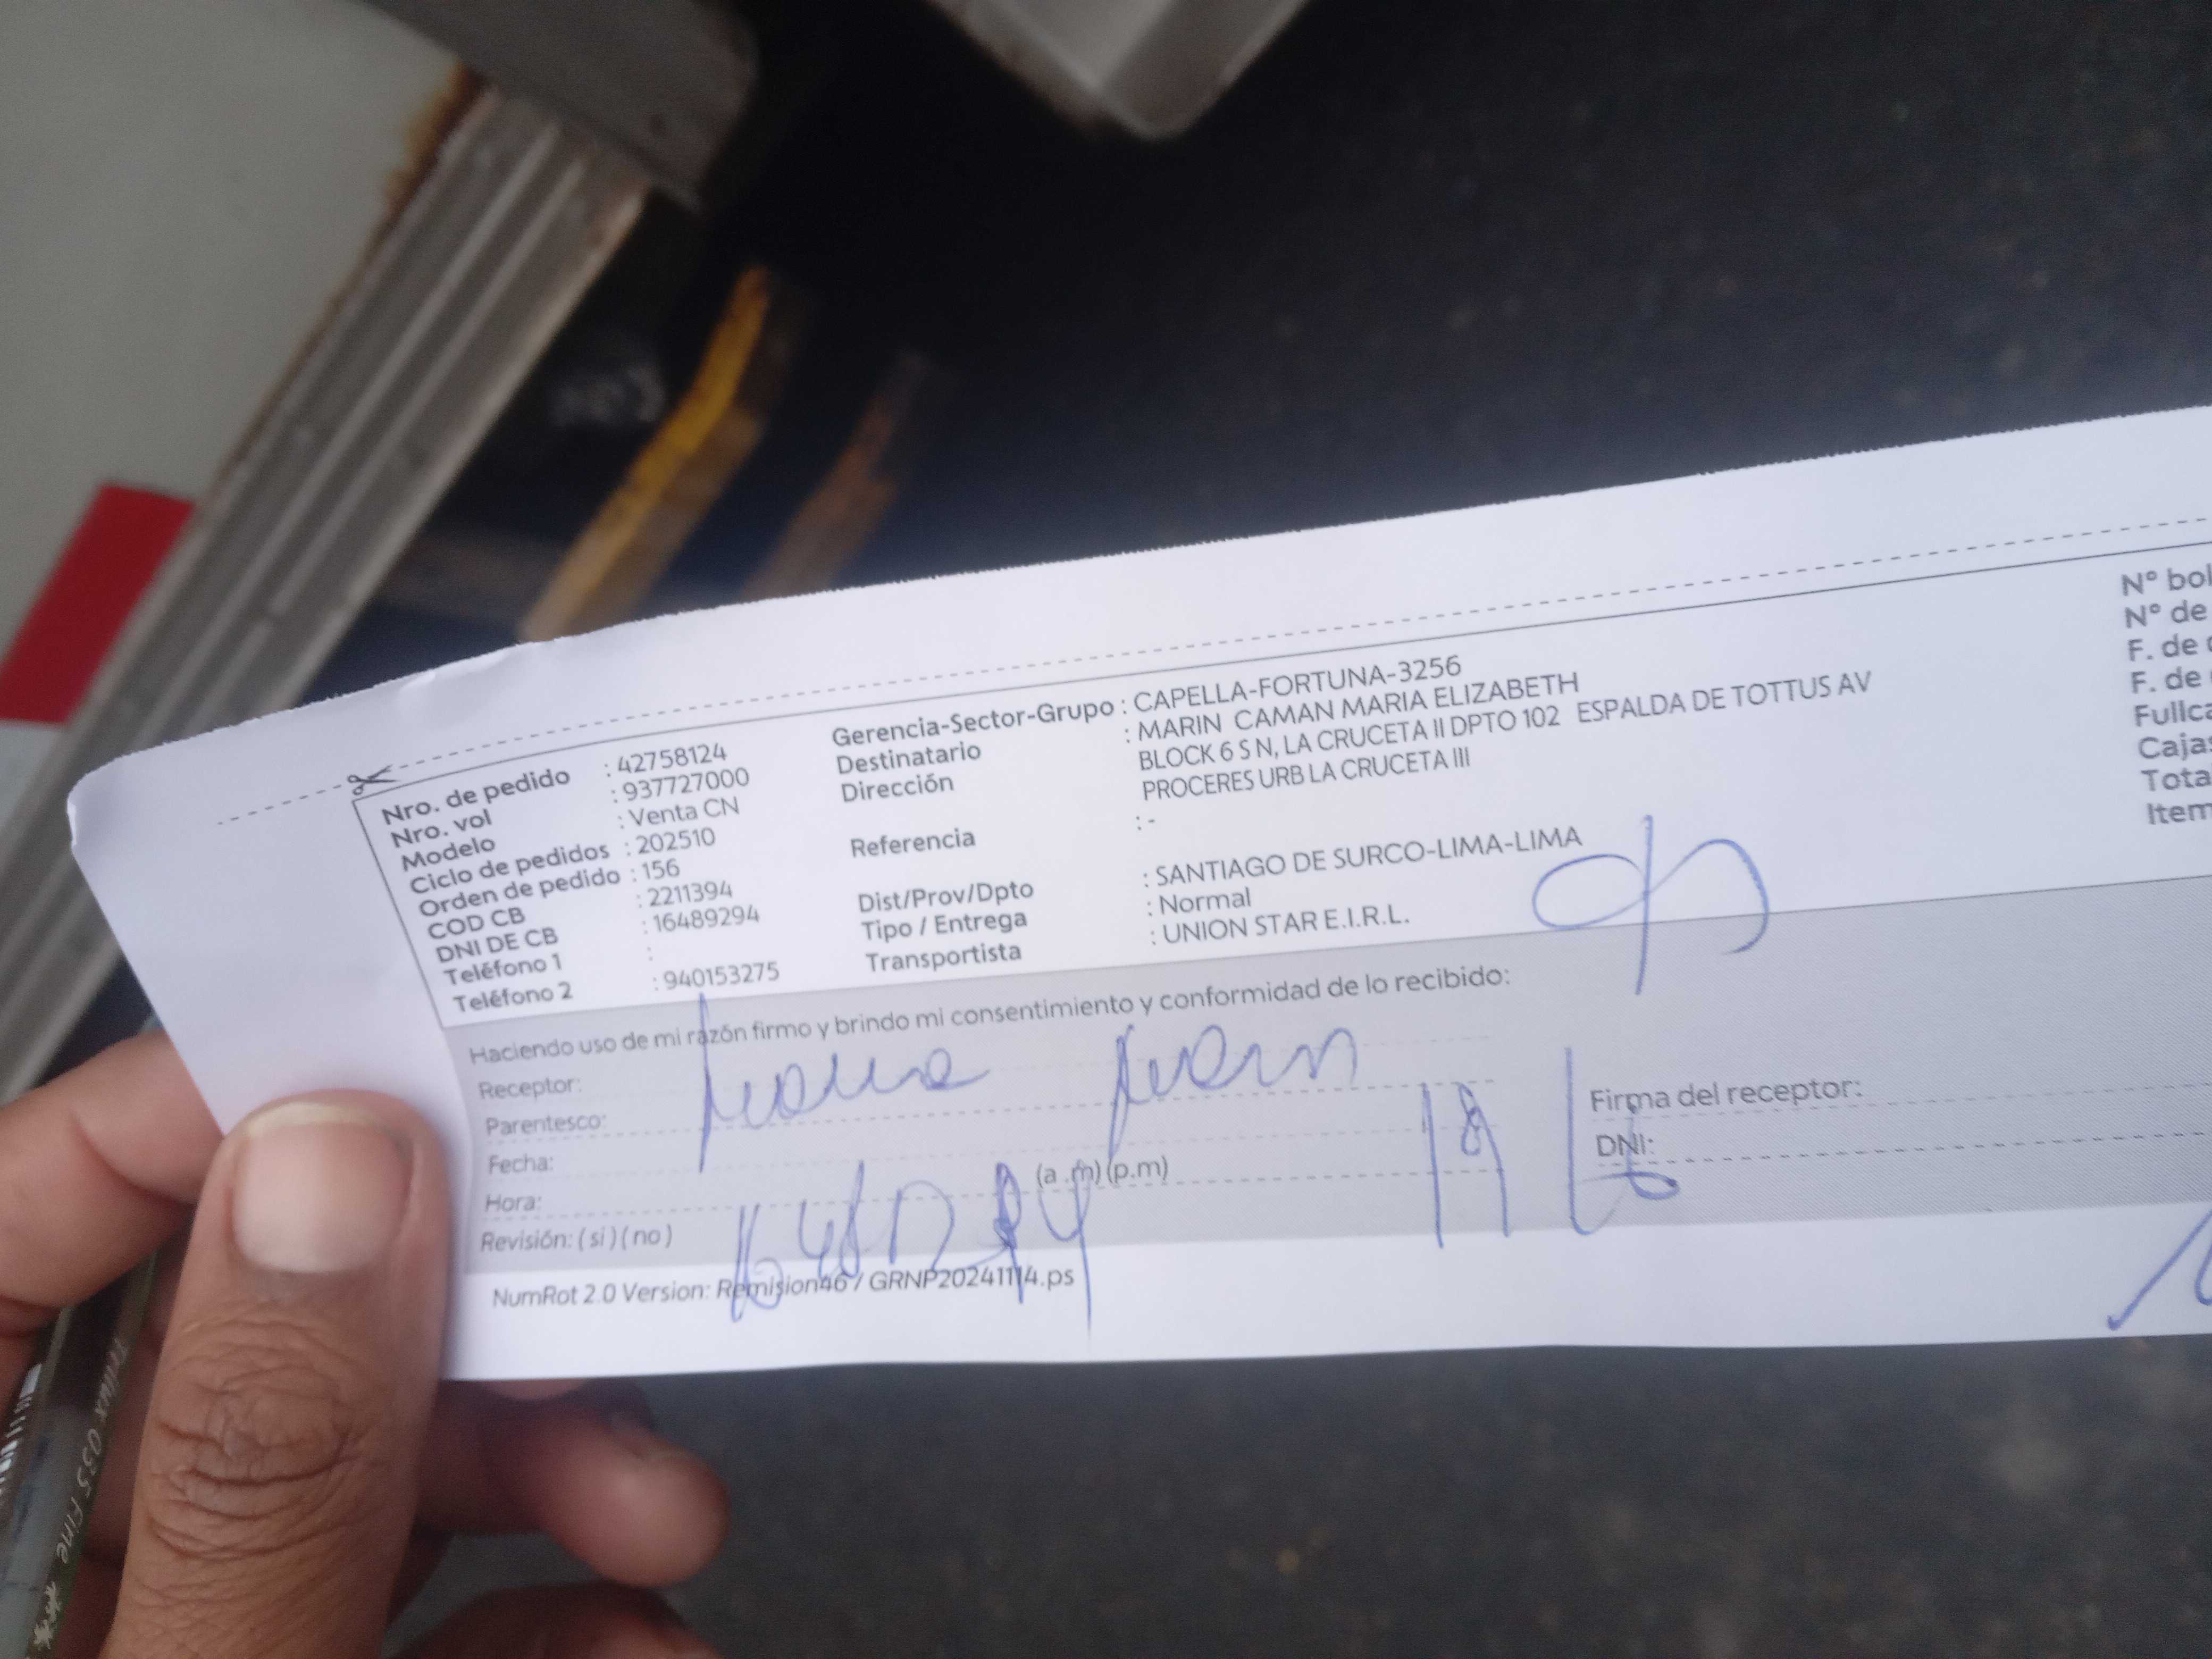 Nro. de pedido : 42758124
Nro. vol : 937727000
Modelo : Venta CN
Ciclo de pedidos : 202510
Orden de pedido : 156
COD CB : 2211394
DNI DE CB : 16489294
Teléfono 1 :
Teléfono 2 : 940153275
Gerencia-Sector-Grupo : CAPELLA-FORTUNA-3256
Destinatario : MARIN CAMAN MARIA ELIZABETH
Dirección BLOCK 6 S N, LA CRUCETA II DPTO 102 ESPALDA DE TOTTUS AV
PROCERES URB LA CRUCETA III
Referencia : -
Dist/Prov/Dpto : SANTIAGO DE SURCO-LIMA-LIMA
Tipo / Entrega : Normal
Transportista : UNION STAR E.I.R.L.
N° bol
N° de
F. de
F. de
Fullca
Cajas
Tota
Item
Haciendo uso de mi razón firmo y brindo mi consentimiento y conformidad de lo recibido:
Receptor: Maria Marin
Parentesco:
Fecha:
Hora: (a .m) (p.m)
Revisión: ( si ) ( no )
Firma del receptor:
DNI:
NumRot 2.0 Version: Remision46 / GRNP20241114.ps
035 Fine